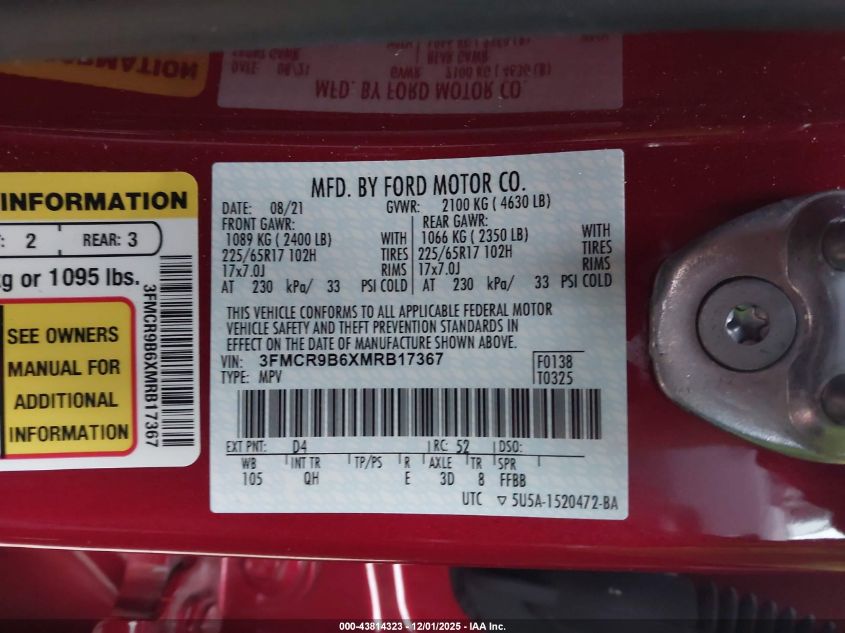 INFORMATION
2 REAR: 3
kg or 1095 lbs.
SEE OWNERS
MANUAL FOR
ADDITIONAL
INFORMATION
3FMCR9B6XMRB17367
MFD. BY FORD MOTOR CO.
DATE: 08/21 GVWR: 2100 KG ( 4630 LB)
FRONT GAWR: REAR GAWR:
1089 KG ( 2400 LB) WITH 1066 KG ( 2350 LB) WITH
225/65R17 102H TIRES 225/65R17 102H TIRES
17x7.0J RIMS 17x7.0J RIMS
AT 230 kPa/ 33 PSI COLD AT 230 kPa/ 33 PSI COLD
THIS VEHICLE CONFORMS TO ALL APPLICABLE FEDERAL MOTOR
VEHICLE SAFETY AND THEFT PREVENTION STANDARDS IN
EFFECT ON THE DATE OF MANUFACTURE SHOWN ABOVE.
VIN: 3FMCR9B6XMRB17367 F0138
TYPE: MPV T0325
EXT PNT: D4 RC: 52 DSO:
WB INT TR TP/PS R AXLE TR SPR
105 QH E 3D 8 FFBB
UTC ▽ 5U5A-1520472-BA
000-43814323 - 12/01/2025 - IAA Inc.